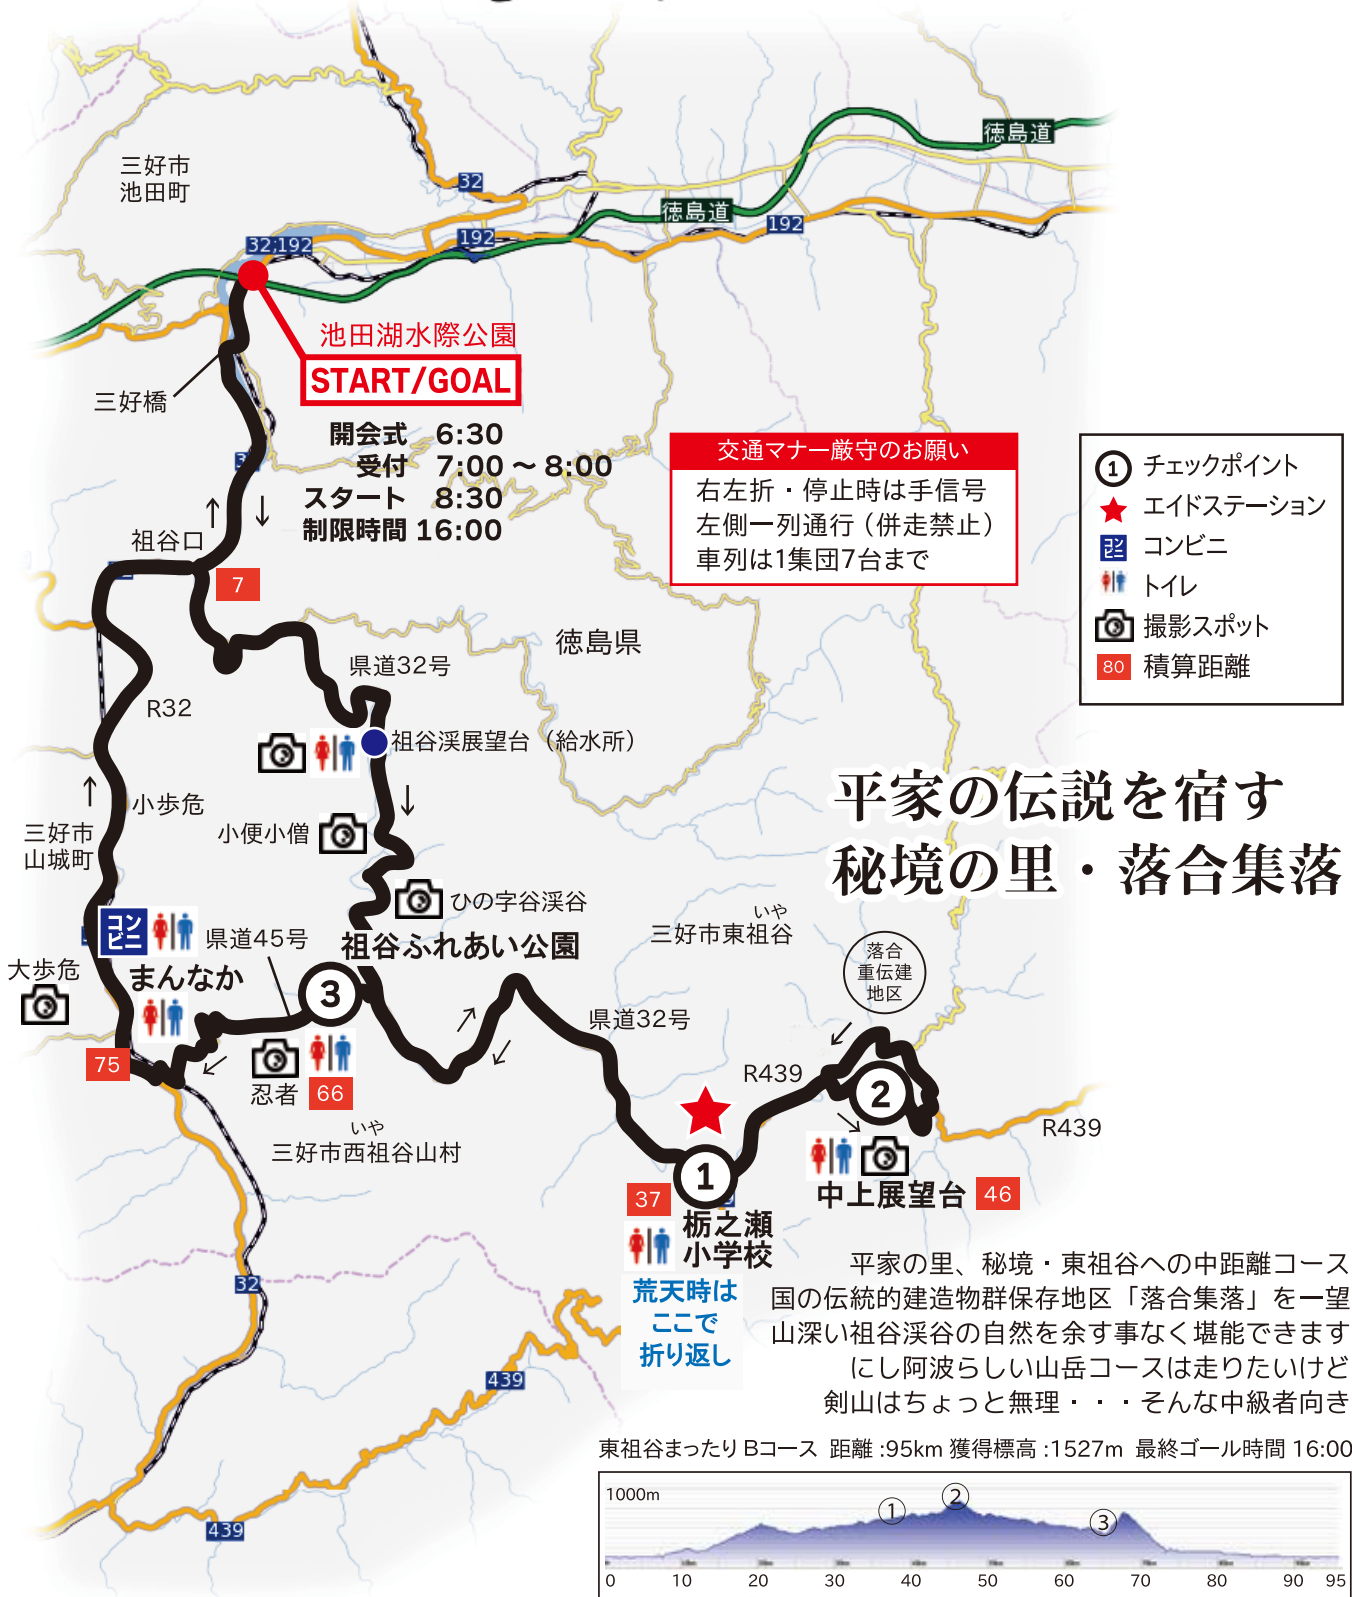 徳島道
三好市
池田町
32
徳島道
192
192
32;192
池田湖水際公園
START/GOAL
三好橋
開会式 6:30
受付 7:00～8:00
スタート 8:30
制限時間 16:00
交通マナー厳守のお願い
右左折・停止時は手信号
左側一列通行（併走禁止）
車列は1集団7台まで
① チェックポイント
エイドステーション
コンビニ コンビニ
トイレ
撮影スポット
80 積算距離
↑ ↓
祖谷口
7
徳島県
県道32号
R32
祖谷渓展望台（給水所）
↑
↓
小歩危
小便小僧
三好市
山城町
平家の伝説を宿す
秘境の里・落合集落
ひの字谷渓谷
コンビニ
県道45号
祖谷ふれあい公園
いや
三好市東祖谷
落合
重伝建
地区
大歩危
まんなか
3
県道32号
75
忍者
66
R439
2
R439
いや
三好市西祖谷山村
1
37
栃之瀬
小学校
中上展望台
46
荒天時は
ここで
折り返し
32
439
439
平家の里、秘境・東祖谷への中距離コース
国の伝統的建造物群保存地区「落合集落」を一望
山深い祖谷渓谷の自然を余す事なく堪能できます
にし阿波らしい山岳コースは走りたいけど
剣山はちょっと無理・・・そんな中級者向き
東祖谷まったりBコース 距離:95km 獲得標高:1527m 最終ゴール時間 16:00
1000m
① ② ③
0 10 20 30 40 50 60 70 80 90 95